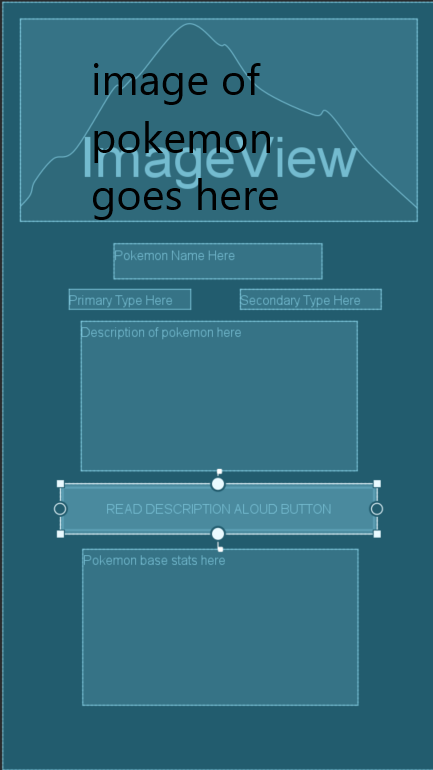 image of
pokemon
ImageView
goes here
Pokemon Name Here
Primary Type Here
Secondary Type Here
Description of pokemon here
READ DESCRIPTION ALOUD BUTTON
Pokemon base stats here